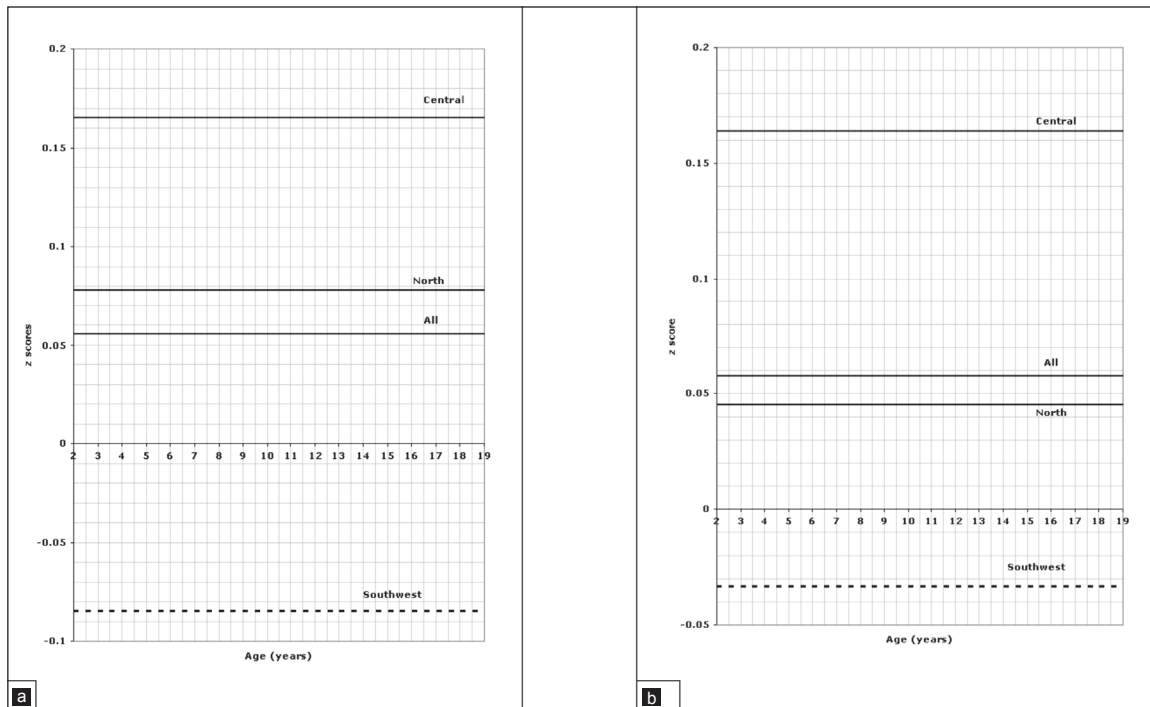 0.2
Central
0.15
0.1
North
All
0.05
z scores
0
2 3 4 5 6 7 8 9 10 11 12 13 14 15 16 17 18 19
-0.05
Southwest
-0.1
Age (years)
a
0.2
Central
0.15
0.1
z score
All
0.05
North
0
2 3 4 5 6 7 8 9 10 11 12 13 14 15 16 17 18 19
Southwest
-0.05
Age (years)
b